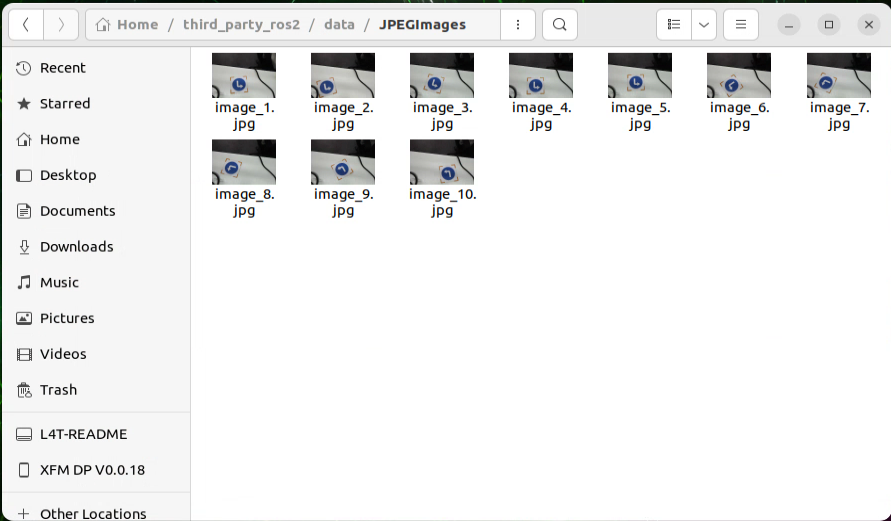 Home / third_party_ros2 / data / JPEGImages
Recent
Starred
Home
Desktop
Documents
Downloads
Music
Pictures
Videos
Trash
L4T-README
XFM DP V0.0.18
Other Locations
image_1.
jpg
image_2.
jpg
image_3.
jpg
image_4.
jpg
image_5.
jpg
image_6.
jpg
image_7.
jpg
image_8.
jpg
image_9.
jpg
image_10.
jpg